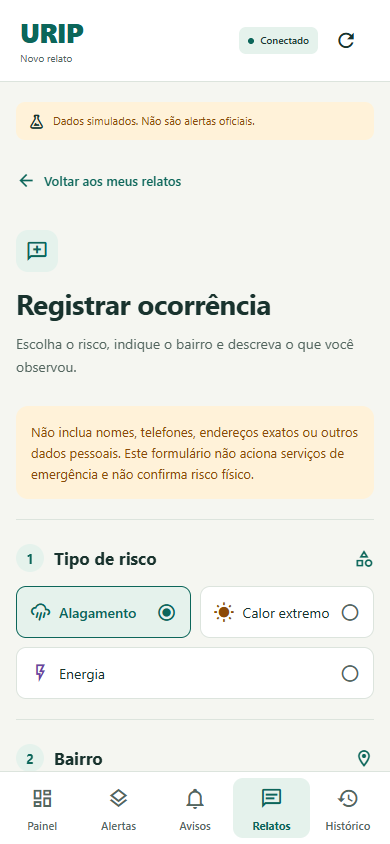 URIP
Novo relato
Conectado
Dados simulados. Não são alertas oficiais.
Voltar aos meus relatos
Registrar ocorrência
Escolha o risco, indique o bairro e descreva o que você
observou.
Não inclua nomes, telefones, endereços exatos ou outros
dados pessoais. Este formulário não aciona serviços de
emergência e não confirma risco físico.
1 Tipo de risco
Alagamento
Calor extremo
Energia
2 Bairro
Painel
Alertas
Avisos
Relatos
Histórico